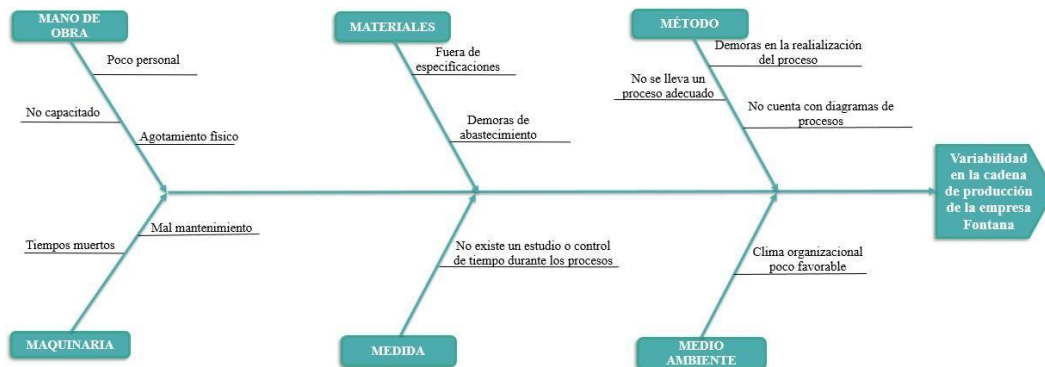 MANO DE
OBRA
Poco personal
No capacitado
Agotamiento físico
MATERIALES
Fuera de
especificaciones
Demoras de
abastecimiento
MÉTODO
Demoras en la realialización
del proceso
No se lleva un
proceso adecuado
No cuenta con diagramas de
procesos
Variabilidad
en la cadena
de producción
de la empresa
Fontana
Mal mantenimiento
Tiempos muertos
MAQUINARIA
No existe un estudio o control
de tiempo durante los procesos
MEDIDA
Clima organizacional
poco favorable
MEDIO
AMBIENTE